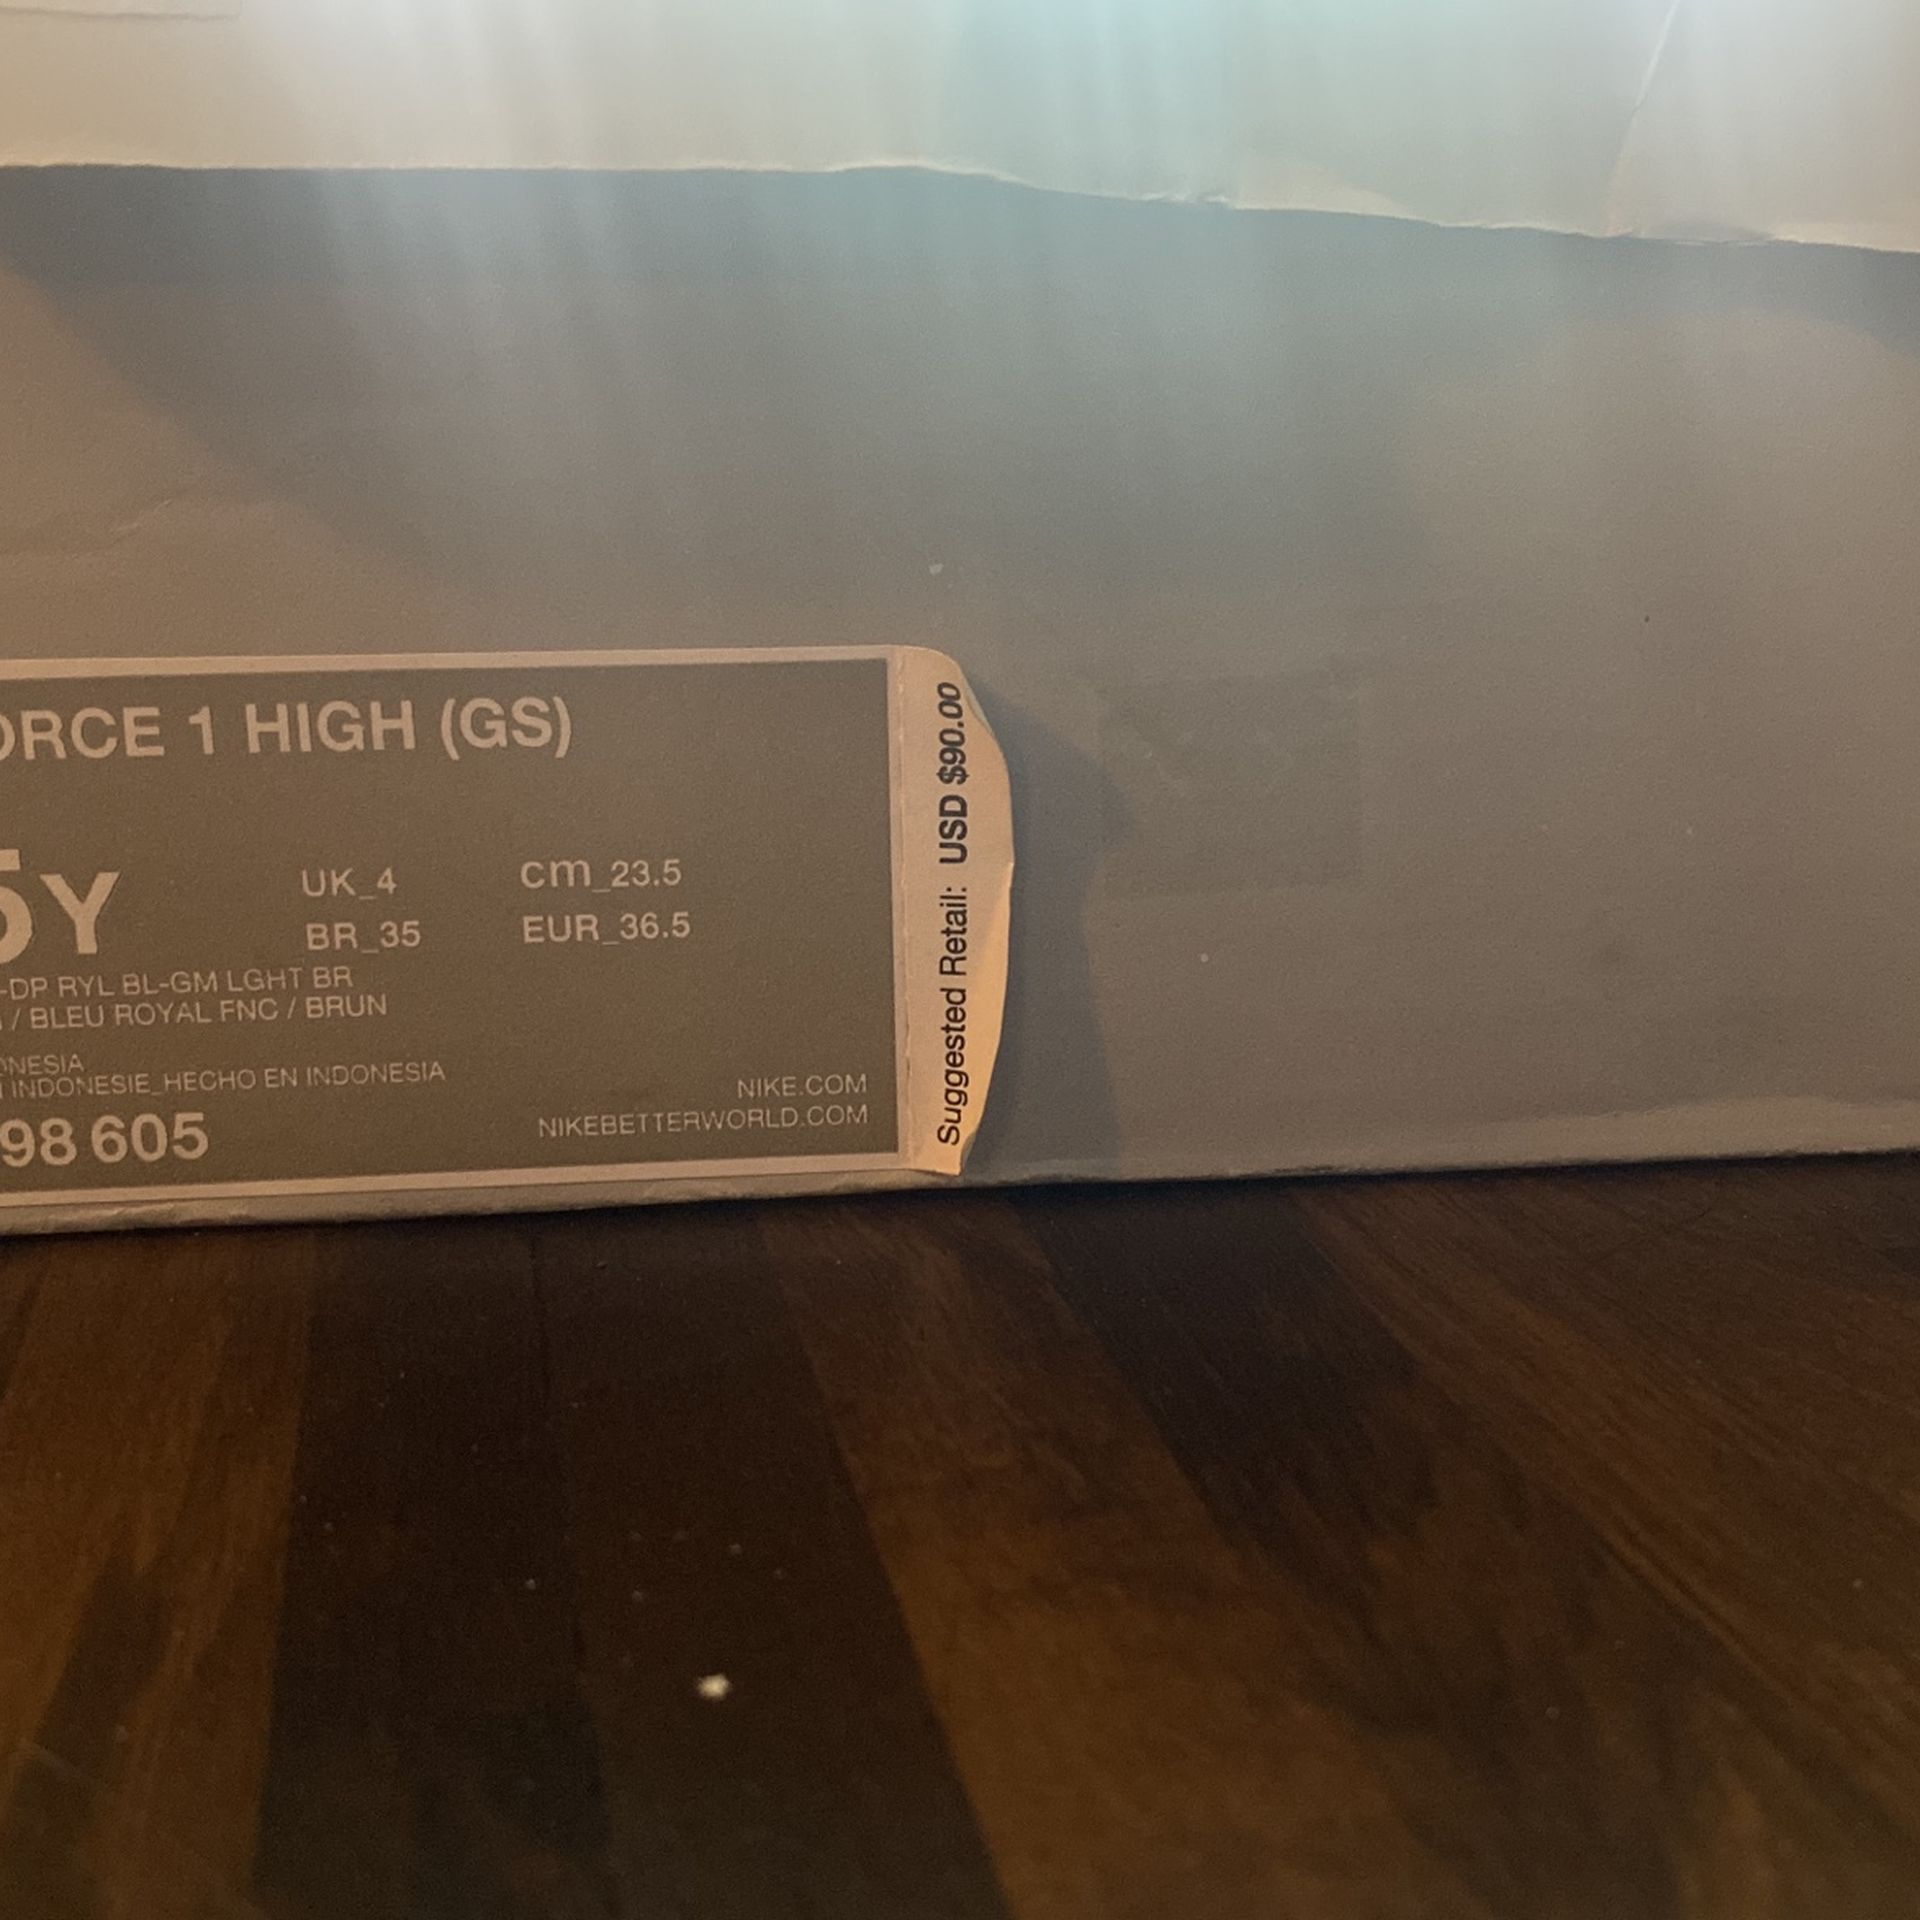 ORCE 1 HIGH (GS)
5Y
UK_4
cm_23.5
BR_35
EUR_36.5
-DP RYL BL-GM LGHT BR
/ BLEU ROYAL FNC / BRUN
ONESIA
INDONESIE_HECHO EN INDONESIA
98 605
NIKE.COM
NIKEBETTERWORLD.COM
Suggested Retail: USD $90.00